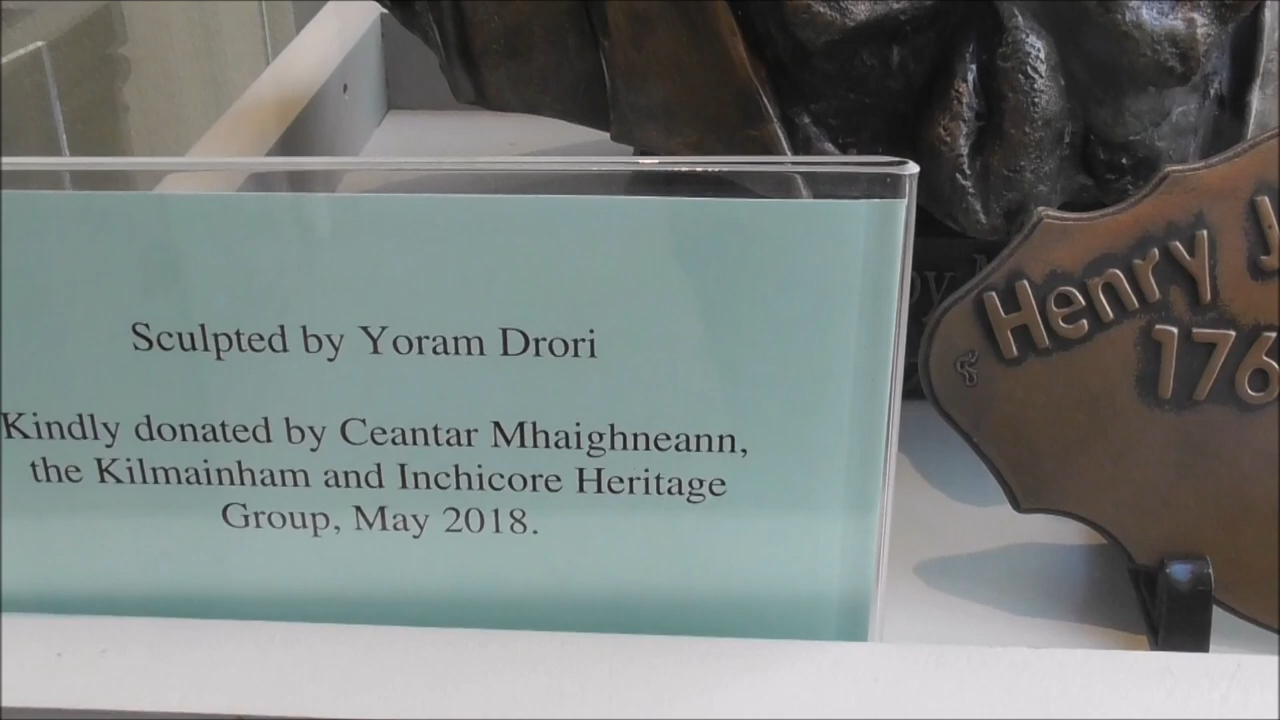 Sculpted by Yoram Drori
Kindly donated by Ceantar Mhaighneann,
the Kilmainham and Inchicore Heritage
Group, May 2018.
Henry J
176